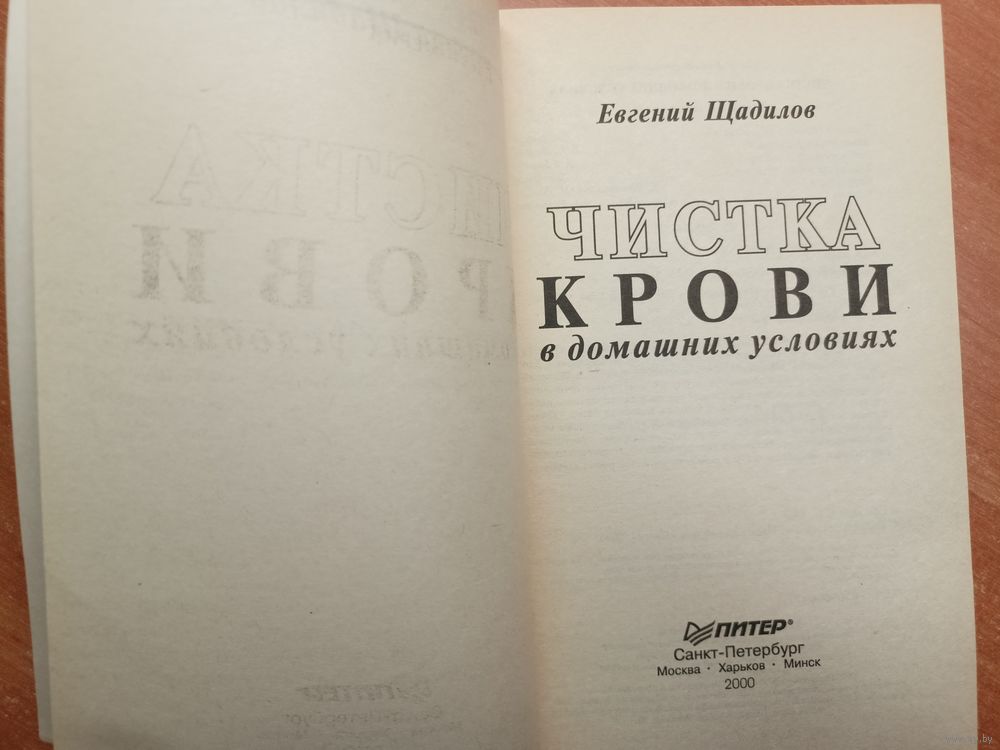 Евгений Щадилов
ЧИСТКА
КРОВИ
в домашних условиях
ПИТЕР®
Санкт-Петербург
Москва · Харьков · Минск
2000